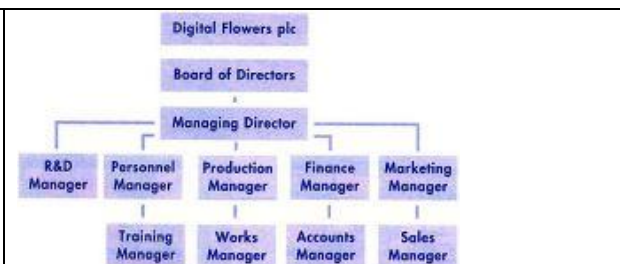 Digital Flowers plc
Board of Directors
Managing Director
R&D
Manager
Personnel
Manager
Production
Manager
Finance
Manager
Marketing
Manager
Training
Manager
Works
Manager
Accounts
Manager
Sales
Manager